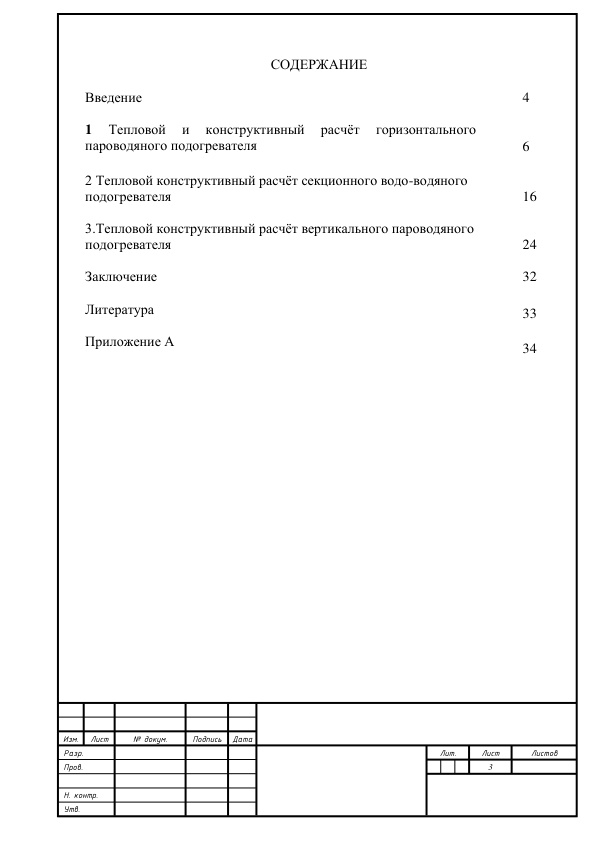 СОДЕРЖАНИЕ
Введение 4
1 Тепловой и конструктивный расчёт горизонтального
пароводяного подогревателя 6
2 Тепловой конструктивный расчёт секционного водо-водяного
подогревателя 16
3.Тепловой конструктивный расчёт вертикального пароводяного
подогревателя 24
Заключение 32
Литература 33
Приложение А 34
Изм. Лист № докум. Подпись Дата
Разр. Лит. Лист Листов
Пров. 3
Н. контр.
Утв.